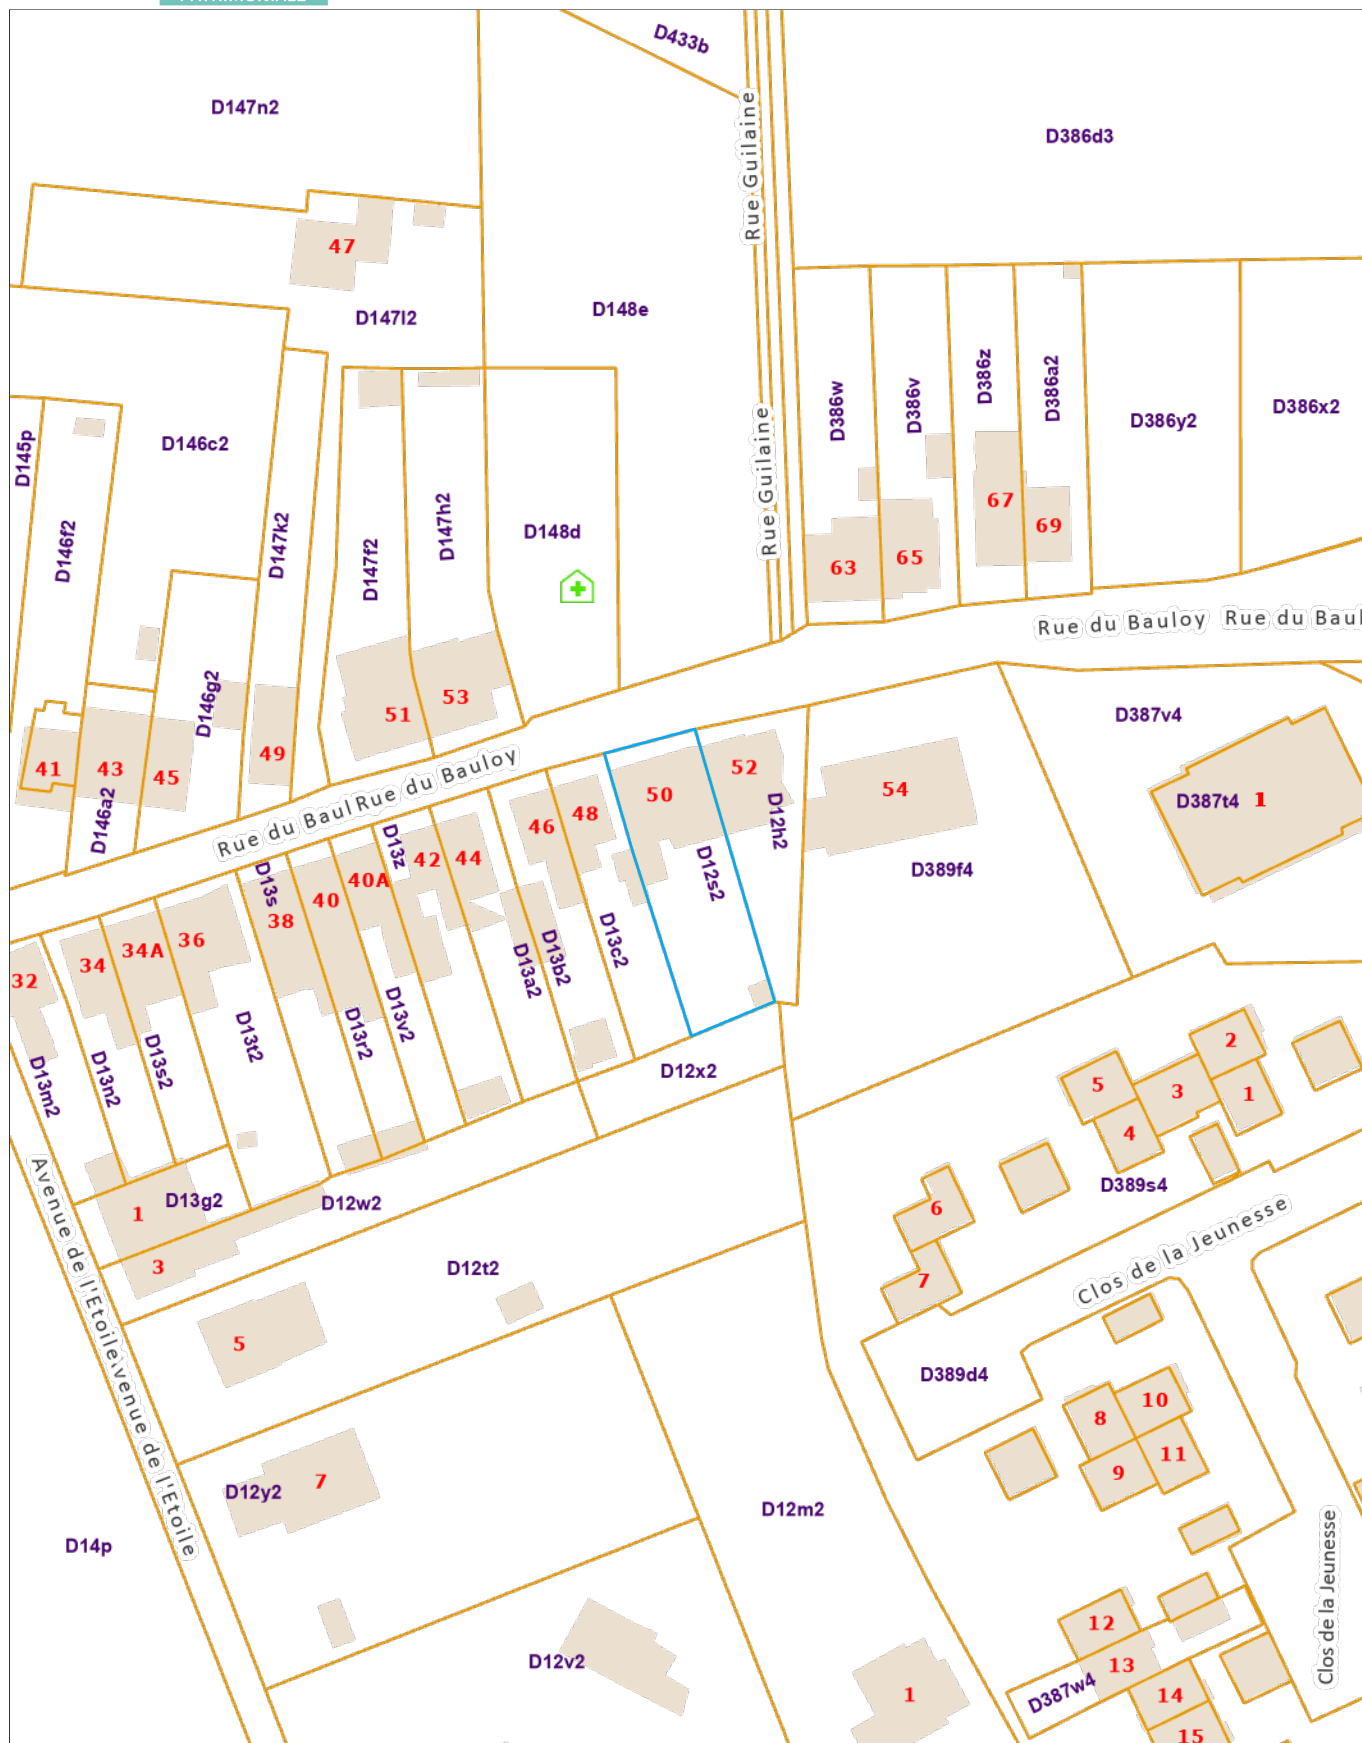 D433b
D147n2
Rue Guilaine
D386d3
47
D147l2
D148e
D386w
D386v
D386z
D386a2
D386y2
D386x2
D145p
D146c2
Rue Guilaine
D146f2
D147k2
D147f2
D147h2
D148d
67
69
63
65
Rue du Bauloy
Rue du Baul
D146g2
51
53
49
41
43
45
D146a2
Rue du Baul
Rue du Bauloy
D387v4
D387t4
1
50
52
54
D12h2
D12s2
D389f4
46
48
D13z
42
44
40A
D13s
40
38
36
34A
34
32
D13c2
D13b2
D13a2
D13v2
D13r2
D13t2
D13s2
D13n2
D13m2
D12x2
2
5
3
1
4
D389s4
6
7
Clos de la Jeunesse
D13g2
1
D12w2
3
D12t2
5
Avenue de l'Etoile
venue de l'Etoile
D389d4
8
10
9
11
7
D12y2
D12m2
D14p
Clos de la Jeunesse
12
13
D387w4
14
15
D12v2
1